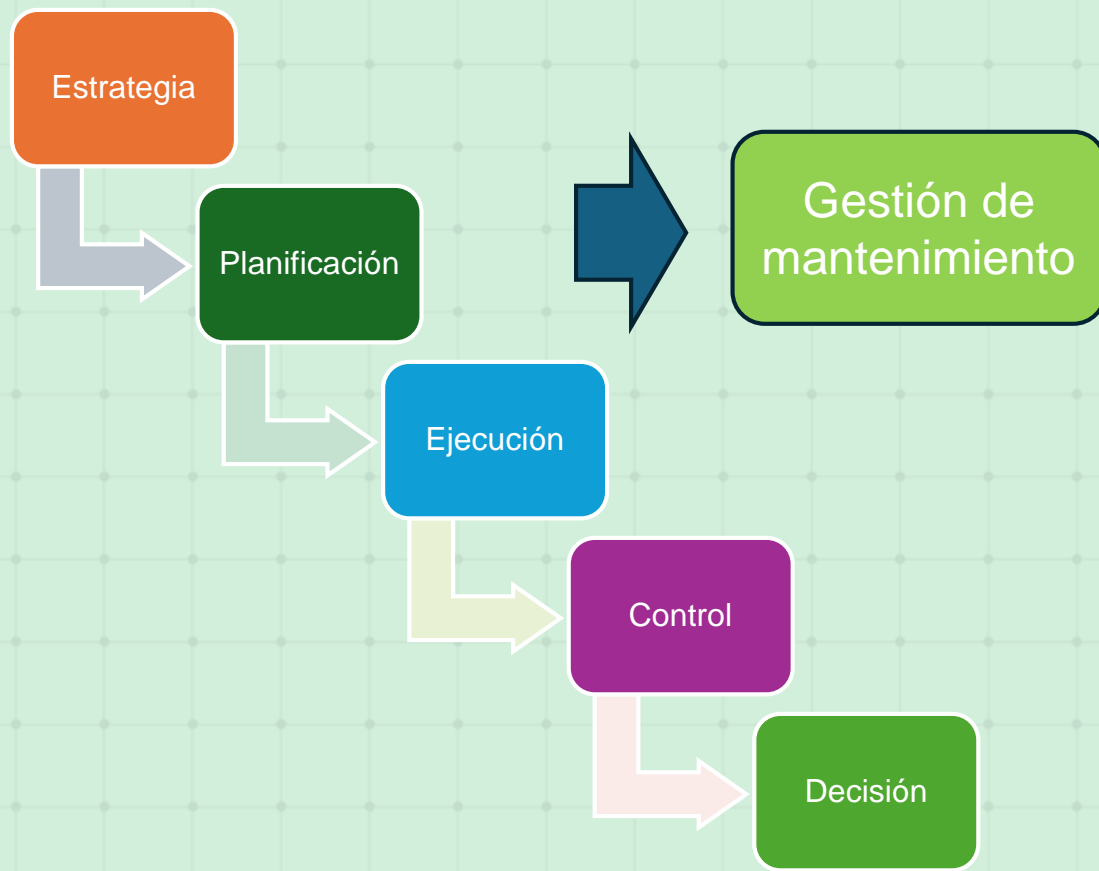 Estrategia
Planificación
Gestión de
mantenimiento
Ejecución
Control
Decisión